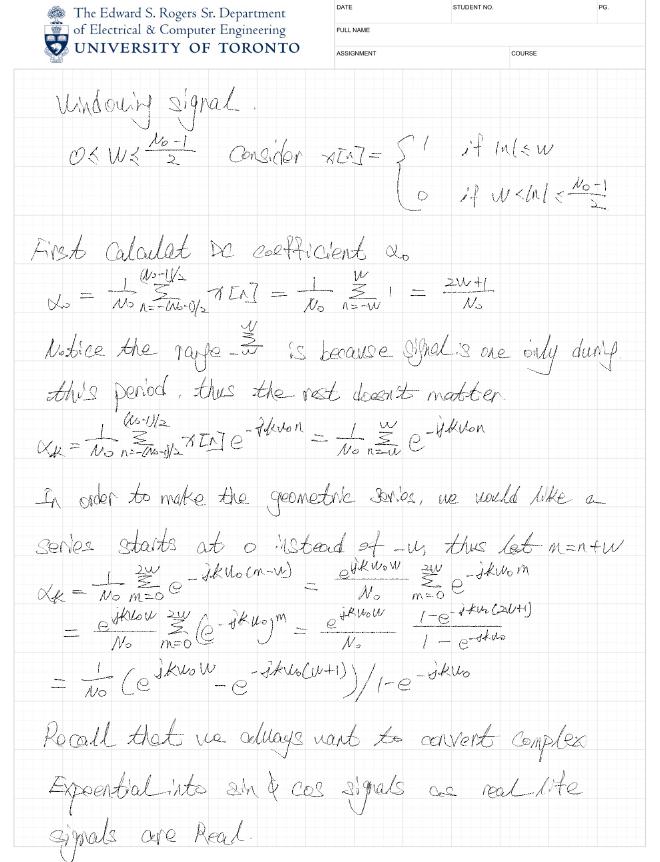 The Edward S. Rogers Sr. Department
of Electrical & Computer Engineering
UNIVERSITY OF TORONTO
DATE STUDENT NO. PG.
FULL NAME
ASSIGNMENT COURSE
Windowing signal.
0 ≤ W ≤ (N₀-1)/2 Consider x[n] = { 1 if |n| ≤ W
0 if W < |n| ≤ (N₀-1)/2
First Calculat DC coefficient α₀
α₀ = 1/N₀ Σ_{n=-(N₀-1)/2}^{(N₀-1)/2} x[n] = 1/N₀ Σ_{n=-W}^{W} 1 = (2W+1)/N₀
Notice the range Σ_{-W}^{W} is because signal is one only during
this period, thus the rest doesn't matter.
αₖ = 1/N₀ Σ_{n=-(N₀-1)/2}^{(N₀-1)/2} x[n] e^{-jkω₀n} = 1/N₀ Σ_{n=-W}^{W} e^{-jkω₀n}
In order to make the geometric series, we would like a
series starts at 0 instead of -w, thus let m=n+W
αₖ = 1/N₀ Σ_{m=0}^{2W} e^{-jkω₀(m-W)} = e^{jkω₀W}/N₀ Σ_{m=0}^{2W} e^{-jkω₀m}
= e^{jkω₀W}/N₀ Σ_{m=0}^{2W} (e^{-jkω₀})^m = e^{jkω₀W}/N₀ (1-e^{-jkω₀(2W+1)})/(1-e^{-jkω₀})
= 1/N₀ (e^{jkω₀W} - e^{-jkω₀(W+1)})/1-e^{-jkω₀}
Recall that we always want to convert complex
Expoential into sin & cos signals as real life
signals are Real.